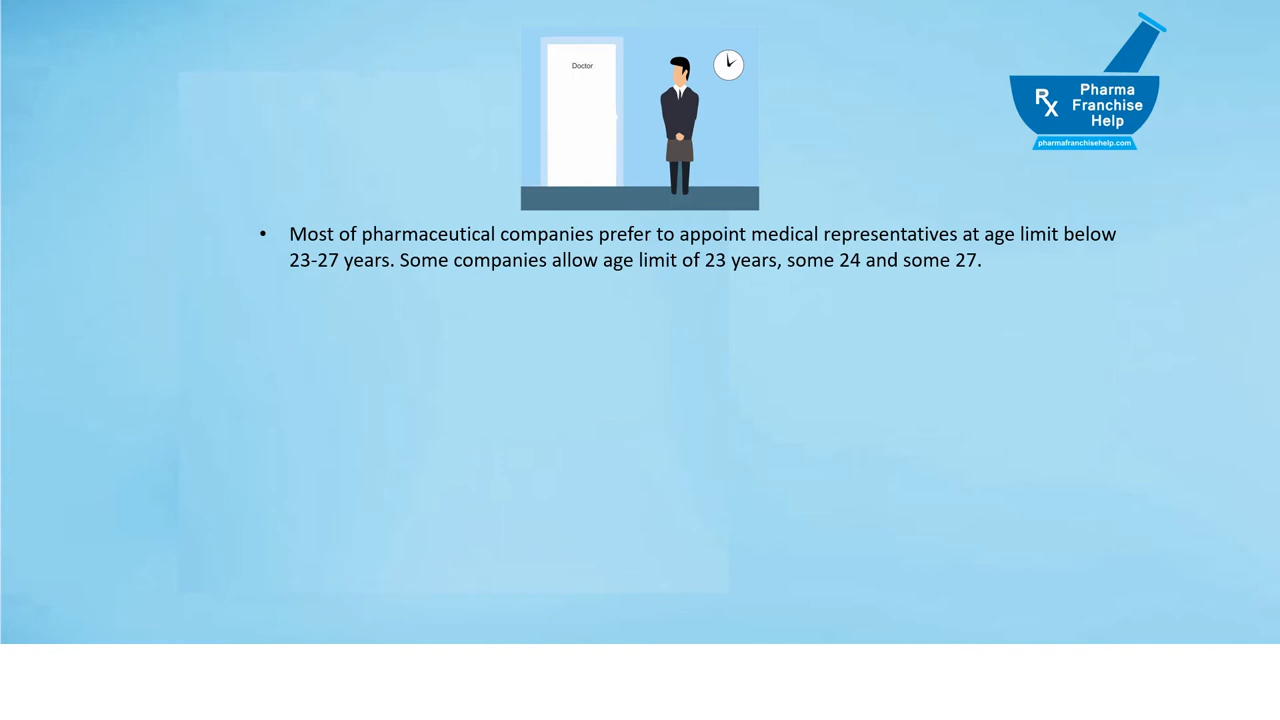 Doctor
Rx
Pharma
Franchise
Help
pharmafranchisehelp.com
• Most of pharmaceutical companies prefer to appoint medical representatives at age limit below
23-27 years. Some companies allow age limit of 23 years, some 24 and some 27.